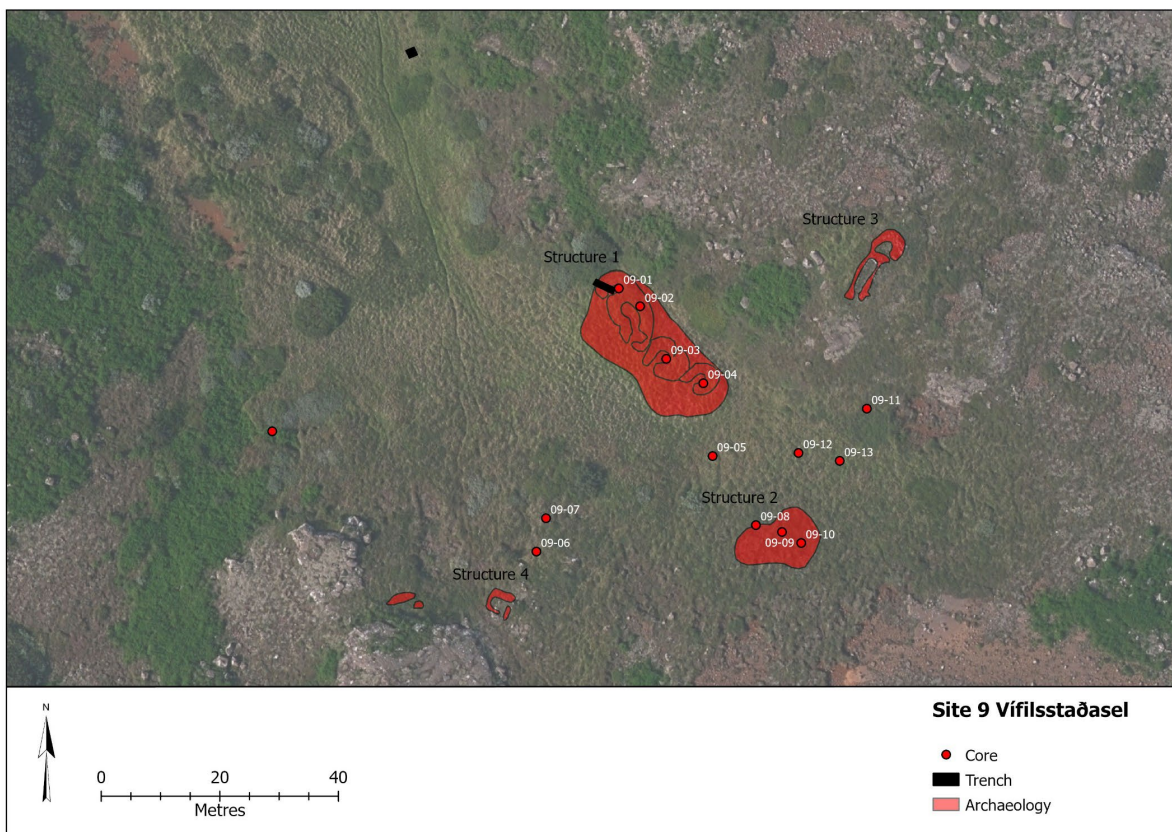 Structure 3
Structure 1
09-01
09-02
09-03
09-04
09-11
09-05
09-12
09-13
Structure 2
09-07
09-08
09-09
09-10
09-06
Structure 4
N
0 20 40
Metres
Site 9 Vífilsstaðasel
Core
Trench
Archaeology